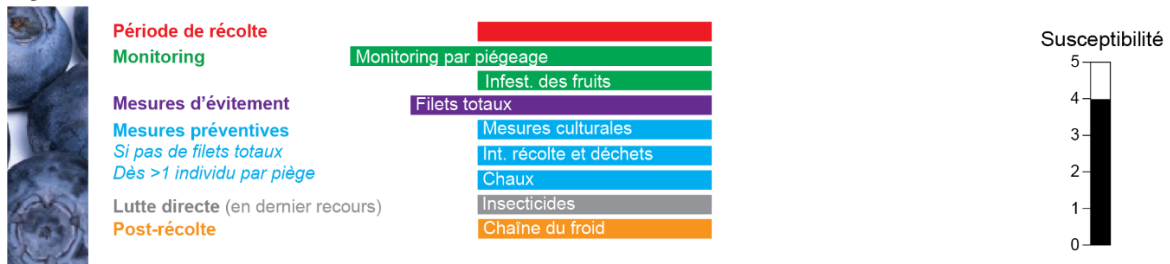 Période de récolte
Monitoring
Monitoring par piégeage
Infest. des fruits
Mesures d'évitement
Filets totaux
Mesures préventives
Mesures culturales
Si pas de filets totaux
Int. récolte et déchets
Dès >1 individu par piège
Chaux
Lutte directe (en dernier recours)
Insecticides
Post-récolte
Chaîne du froid
Susceptibilité
5
4
3
2
1
0